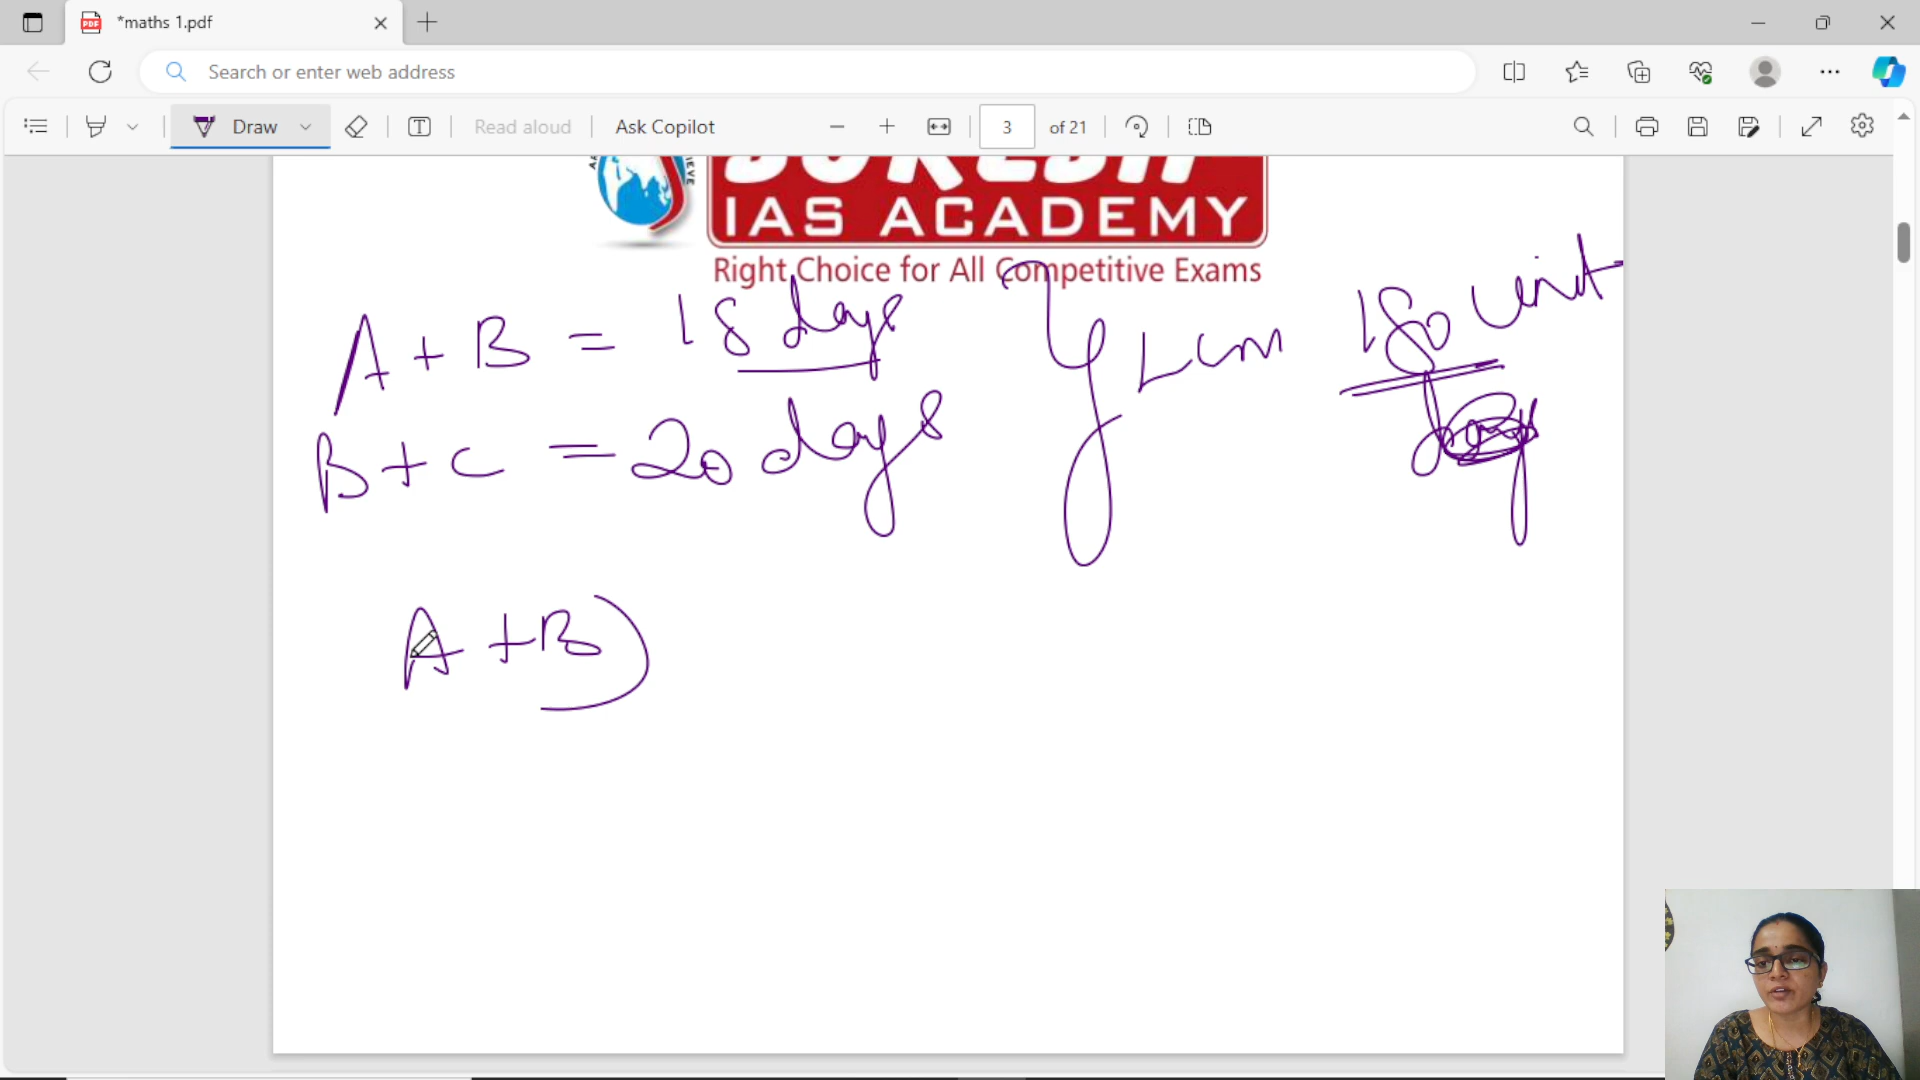 *maths 1.pdf
Search or enter web address
Draw
Read aloud
Ask Copilot
3 of 21
IAS ACADEMY
Right Choice for All Competitive Exams
A + B = 18 days
LCM 180 unit
B + C = 20 days
A + B)